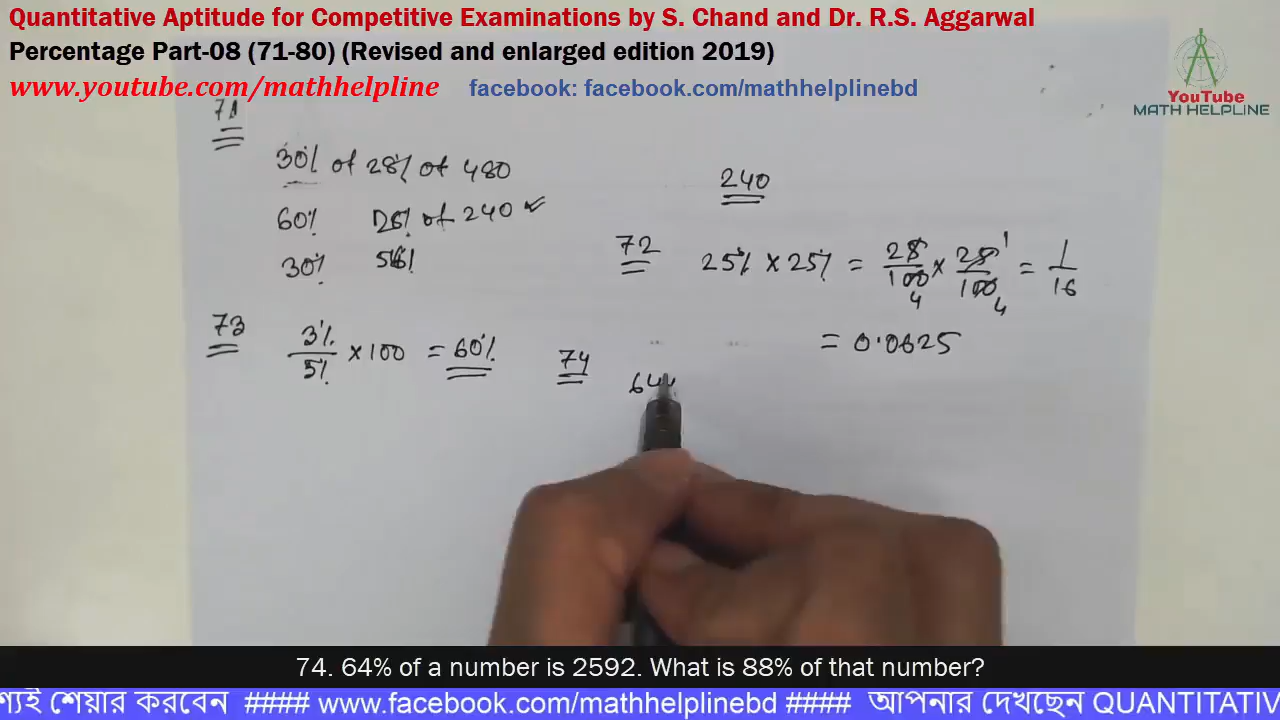 Quantitative Aptitude for Competitive Examinations by S. Chand and Dr. R.S. Aggarwal
Percentage Part-08 (71-80) (Revised and enlarged edition 2019)
www.youtube.com/mathhelpline facebook: facebook.com/mathhelplinebd
YouTube
MATH HELPLINE
71
30% of 28% of 480
240
60% of 240 ✓
30%
72 25% × 25% = 25/100 × 25/100 = 1/16
= 0.0625
73 3%/5% × 100 = 60%
74 64
74. 64% of a number is 2592. What is 88% of that number?
শ্যই শেয়ার করবেন #### www.facebook.com/mathhelplinebd #### আপনার দেখছেন QUANTITATIV